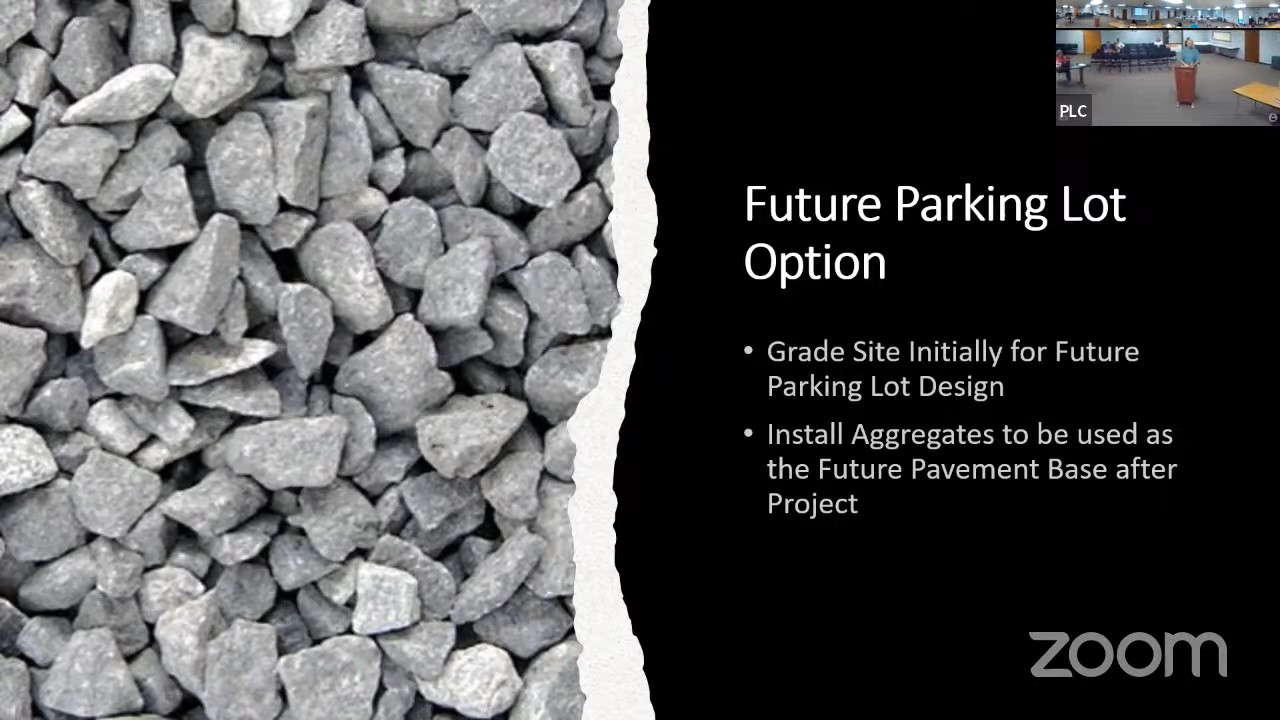 PLC
Future Parking Lot
Option
• Grade Site Initially for Future
Parking Lot Design
• Install Aggregates to be used as
the Future Pavement Base after
Project
zoom